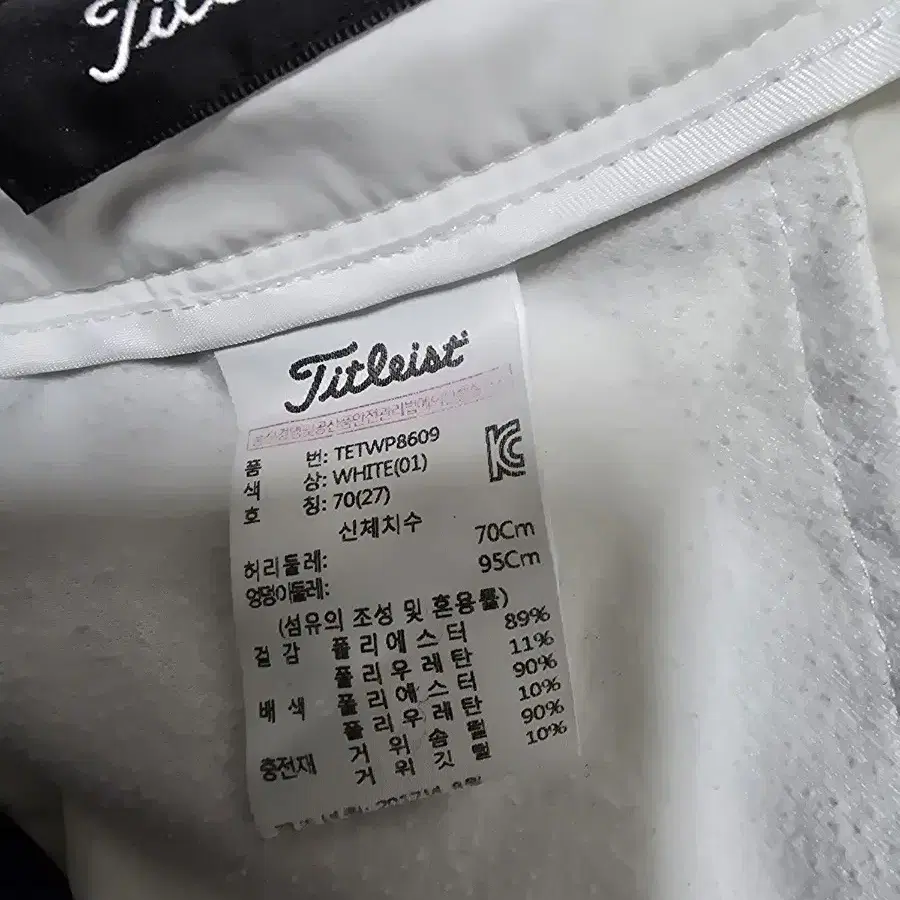 Titleist
품 번: TETWP8609
색 상: WHITE(01)
호 칭: 70(27)
신체치수
허리둘레: 70Cm
엉덩이둘레: 95Cm
(섬유의 조성 및 혼용률)
겉 감 폴 리 에 스 터 89%
폴 리 우 레 탄 11%
배 색 폴 리 에 스 터 90%
폴 리 우 레 탄 10%
충전재 거 위 솜 털 90%
거 위 깃 털 10%